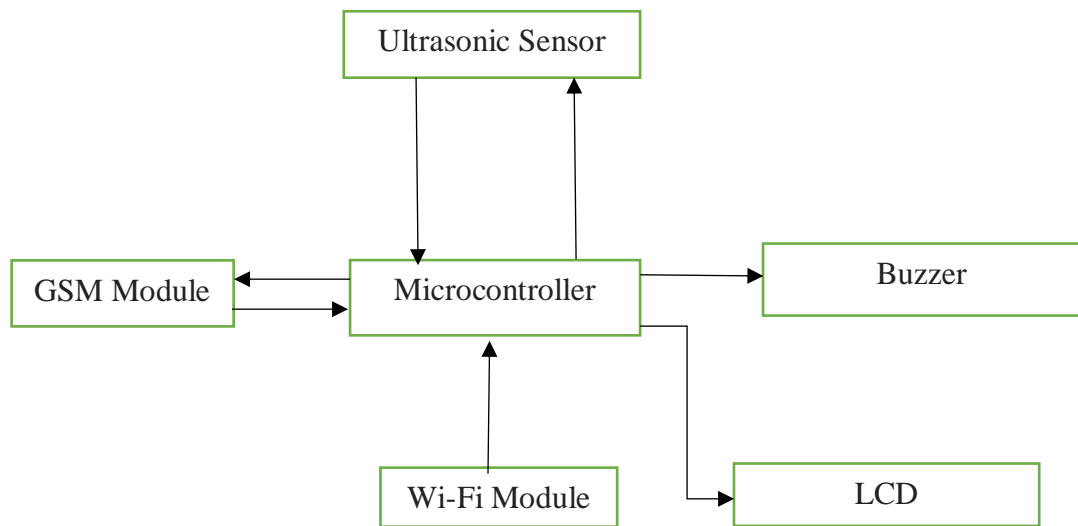 Ultrasonic Sensor
GSM Module
Microcontroller
Buzzer
Wi-Fi Module
LCD